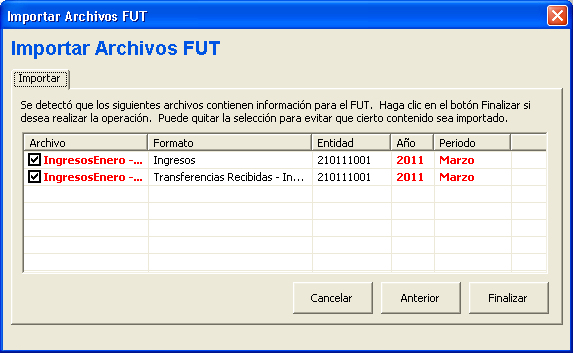 Importar Archivos FUT
Importar Archivos FUT
Importar
Se detectó que los siguientes archivos contienen información para el FUT. Haga clic en el botón Finalizar si
desea realizar la operación. Puede quitar la selección para evitar que cierto contenido sea importado.
Archivo Formato Entidad Año Periodo
IngresosEnero -... Ingresos 210111001 2011 Marzo
IngresosEnero -... Transferencias Recibidas - In... 210111001 2011 Marzo
Cancelar Anterior Finalizar